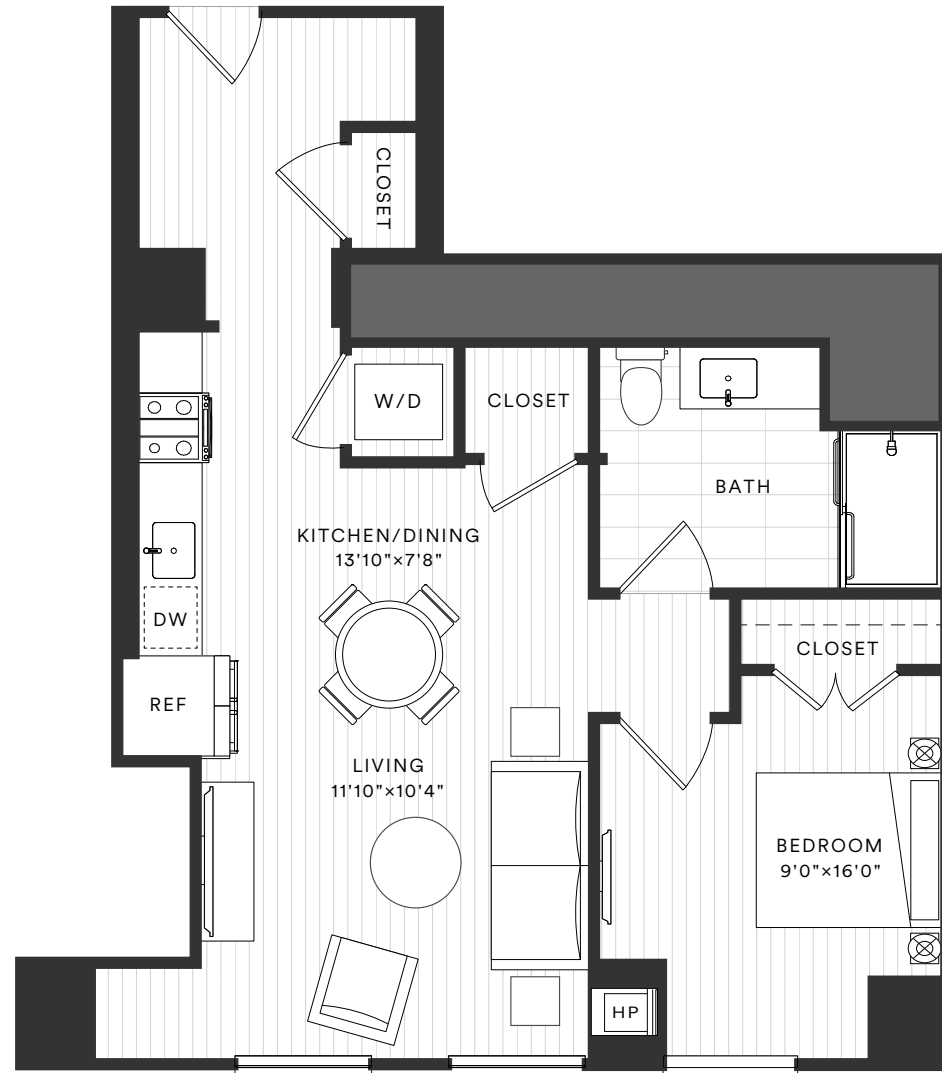 CLOSET
W/D
CLOSET
BATH
KITCHEN/DINING
13'10"×7'8"
DW
CLOSET
REF
LIVING
11'10"×10'4"
BEDROOM
9'0"×16'0"
HP